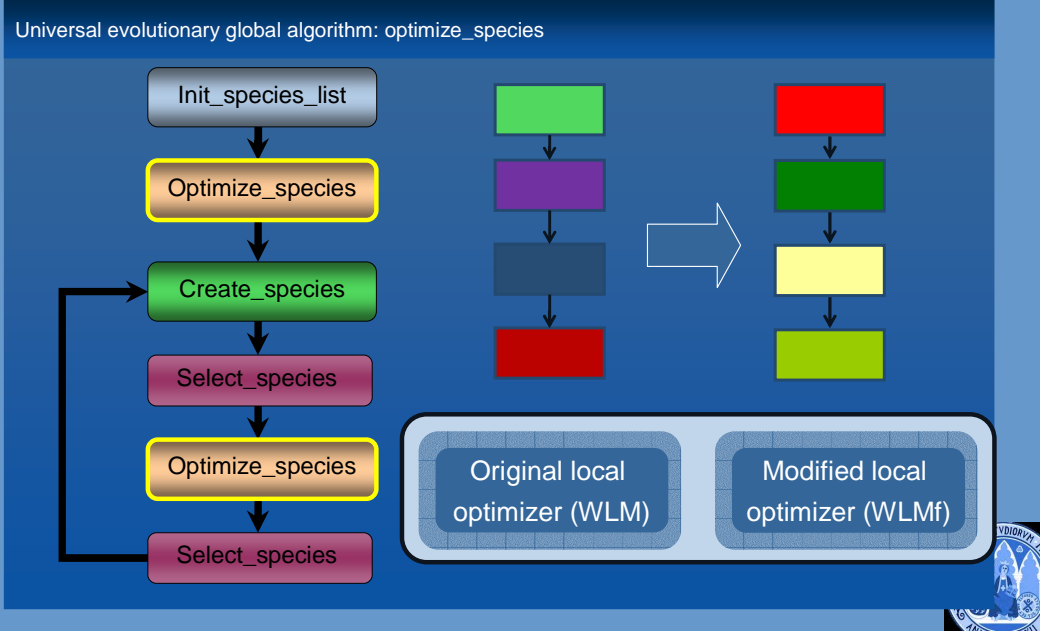 Universal evolutionary global algorithm: optimize_species
Init_species_list
Optimize_species
Create_species
Select_species
Optimize_species
Select_species
Original local
optimizer (WLM)
Modified local
optimizer (WLMf)